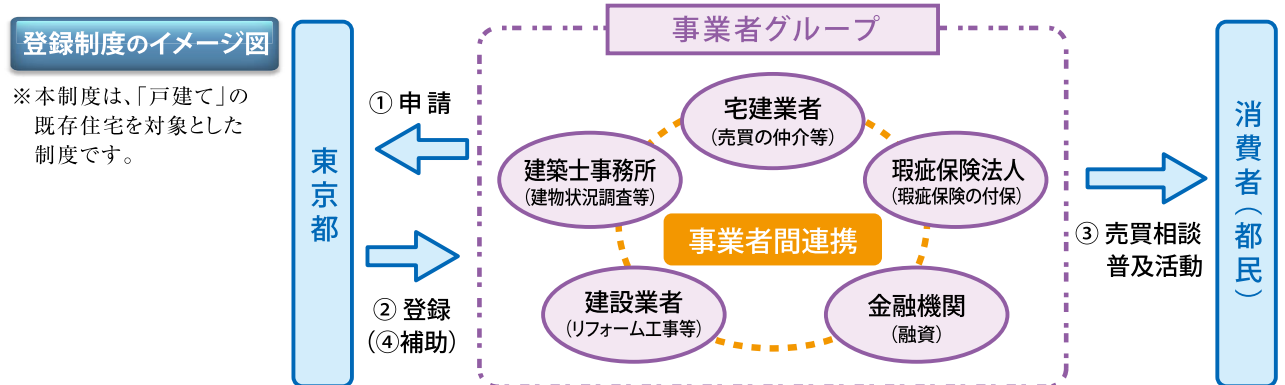 登録制度のイメージ図
※本制度は、「戸建て」の
既存住宅を対象とした
制度です。
東京都
① 申 請
② 登録
(④補助)
事業者グループ
宅建業者
(売買の仲介等)
建築士事務所
(建物状況調査等)
瑕疵保険法人
(瑕疵保険の付保)
事業者間連携
建設業者
(リフォーム工事等)
金融機関
(融資)
③ 売買相談
普及活動
消費者(都民)